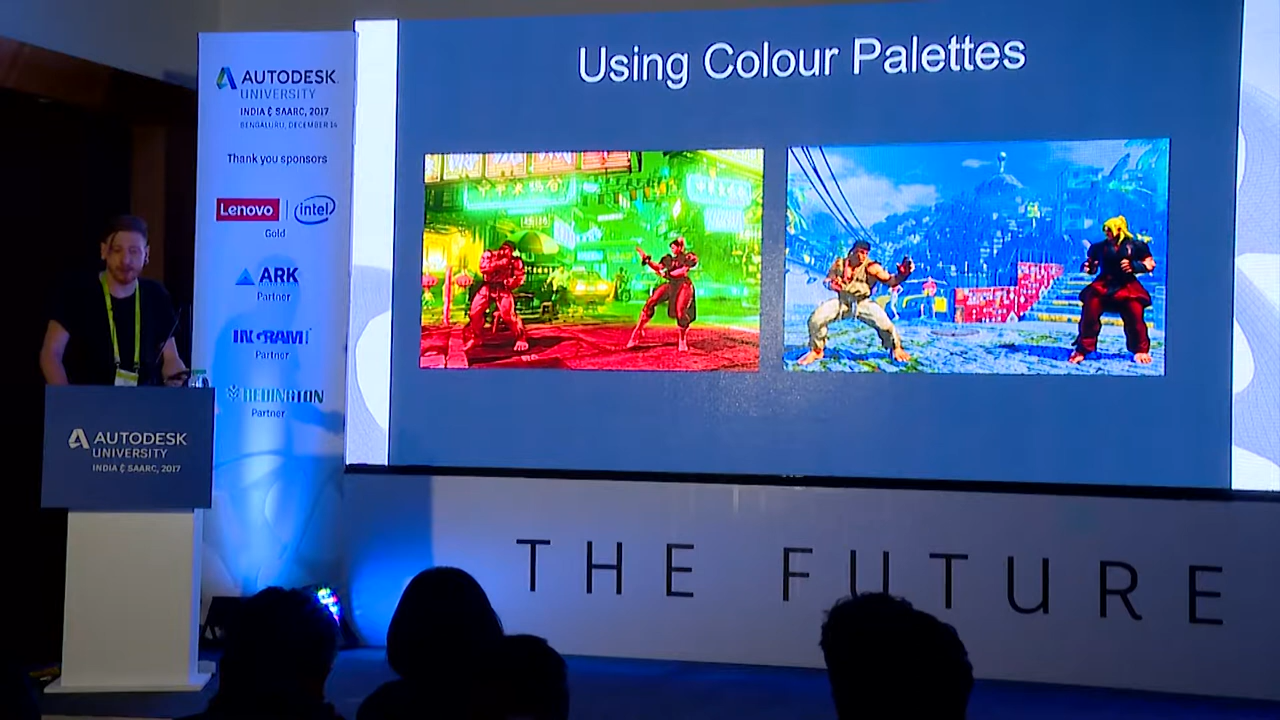 AUTODESK
UNIVERSITY
INDIA & SAARC, 2017
BENGALURU, DECEMBER 14
Thank you sponsors
Lenovo
intel
Gold
ARK
Partner
INGRAM
Partner
REDINGTON
Partner
AUTODESK
UNIVERSITY
INDIA & SAARC, 2017
Using Colour Palettes
THE FUTURE